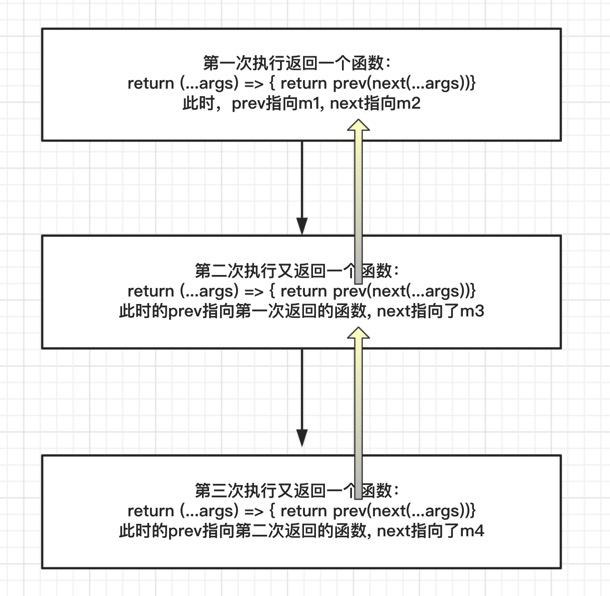 第一次执行返回一个函数：
return (...args) => { return prev(next(...args))}
此时，prev指向m1, next指向m2
第二次执行又返回一个函数：
return (...args) => { return prev(next(...args))}
此时的prev指向第一次返回的函数, next指向了m3
第三次执行又返回一个函数：
return (...args) => { return prev(next(...args))}
此时的prev指向第二次返回的函数, next指向了m4